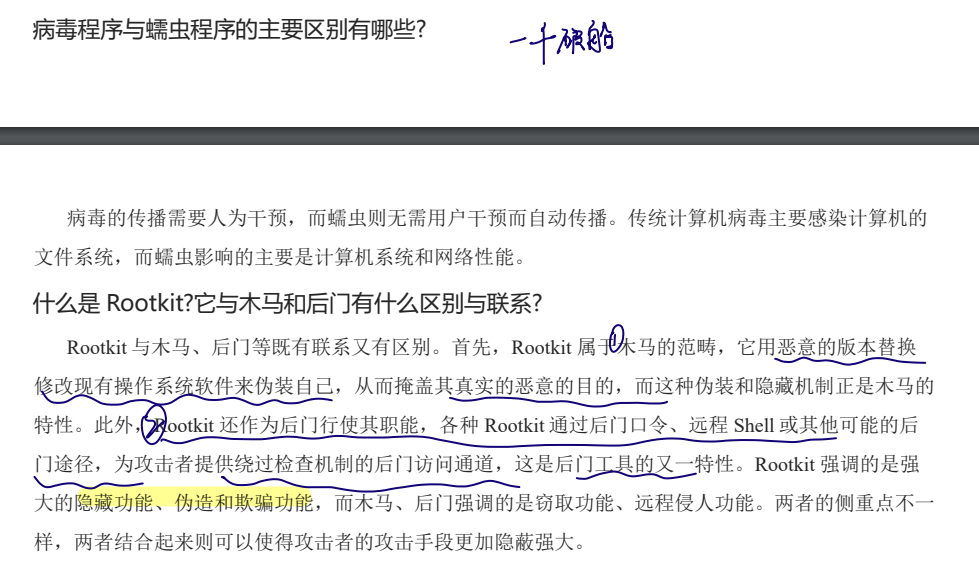 病毒程序与蠕虫程序的主要区别有哪些?
一千破船
病毒的传播需要人为干预，而蠕虫则无需用户干预而自动传播。传统计算机病毒主要感染计算机的
文件系统，而蠕虫影响的主要是计算机系统和网络性能。
什么是 Rootkit?它与木马和后门有什么区别与联系?
Rootkit 与木马、后门等既有联系又有区别。首先，Rootkit 属于①木马的范畴，它用恶意的版本替换
修改现有操作系统软件来伪装自己，从而掩盖其真实的恶意的目的，而这种伪装和隐藏机制正是木马的
特性。此外，②Rootkit 还作为后门行使其职能，各种 Rootkit 通过后门口令、远程 Shell 或其他可能的后
门途径，为攻击者提供绕过检查机制的后门访问通道，这是后门工具的又一特性。Rootkit 强调的是强
大的隐藏功能、伪造和欺骗功能，而木马、后门强调的是窃取功能、远程侵人功能。两者的侧重点不一
样，两者结合起来则可以使得攻击者的攻击手段更加隐蔽强大。